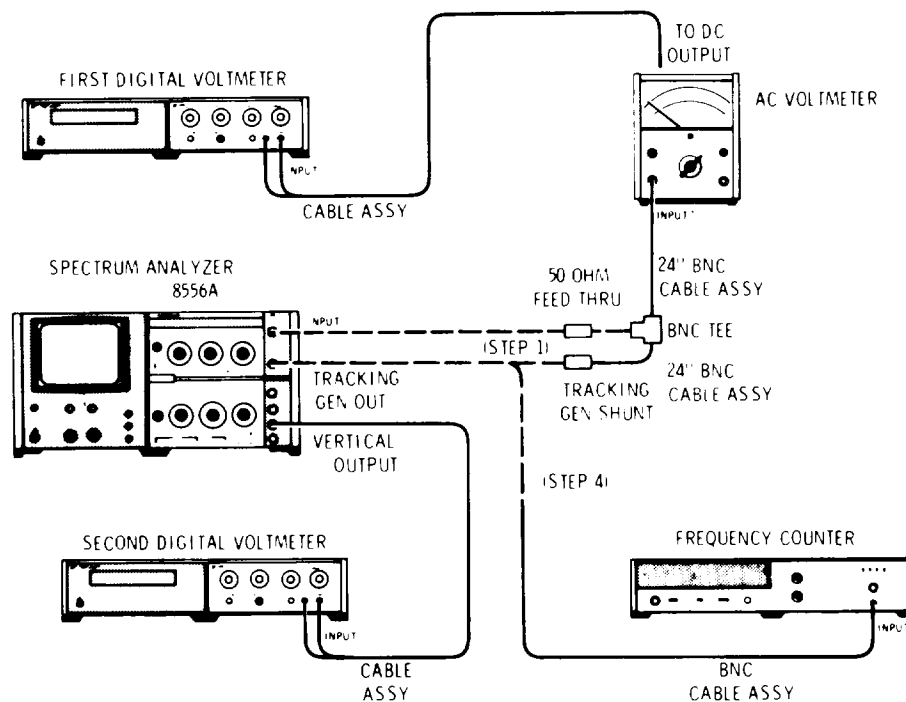 TO DC
OUTPUT
FIRST DIGITAL VOLTMETER
AC VOLTMETER
INPUT
CABLE ASSY
INPUT
SPECTRUM ANALYZER
8556A
50 OHM
FEED THRU
24" BNC
CABLE ASSY
INPUT
BNC TEE
(STEP 1)
TRACKING
GEN OUT
TRACKING
GEN SHUNT
24" BNC
CABLE ASSY
VERTICAL
OUTPUT
(STEP 4)
SECOND DIGITAL VOLTMETER
FREQUENCY COUNTER
INPUT
INPUT
CABLE
ASSY
BNC
CABLE ASSY